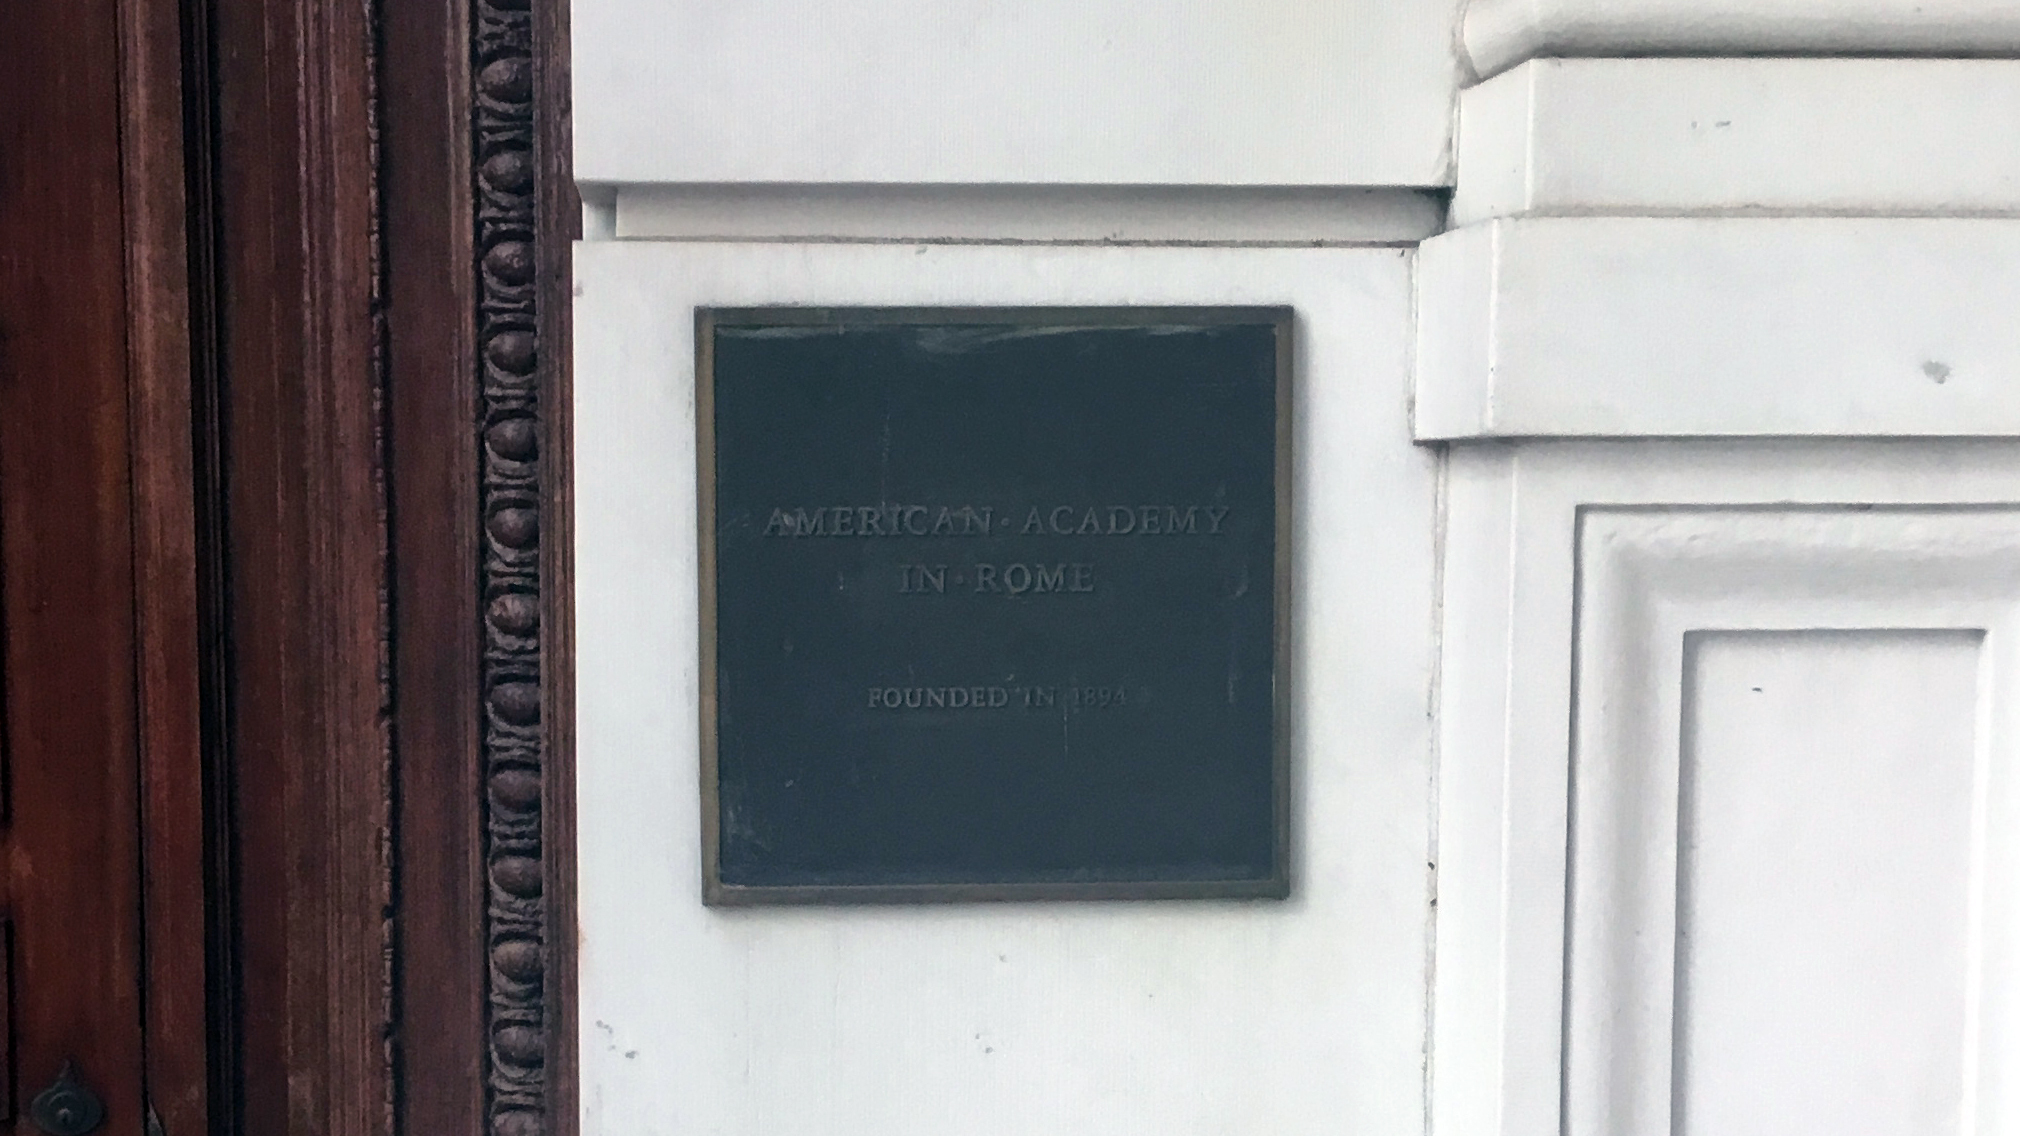 AMERICAN · ACADEMY
IN · ROME
FOUNDED IN 1894